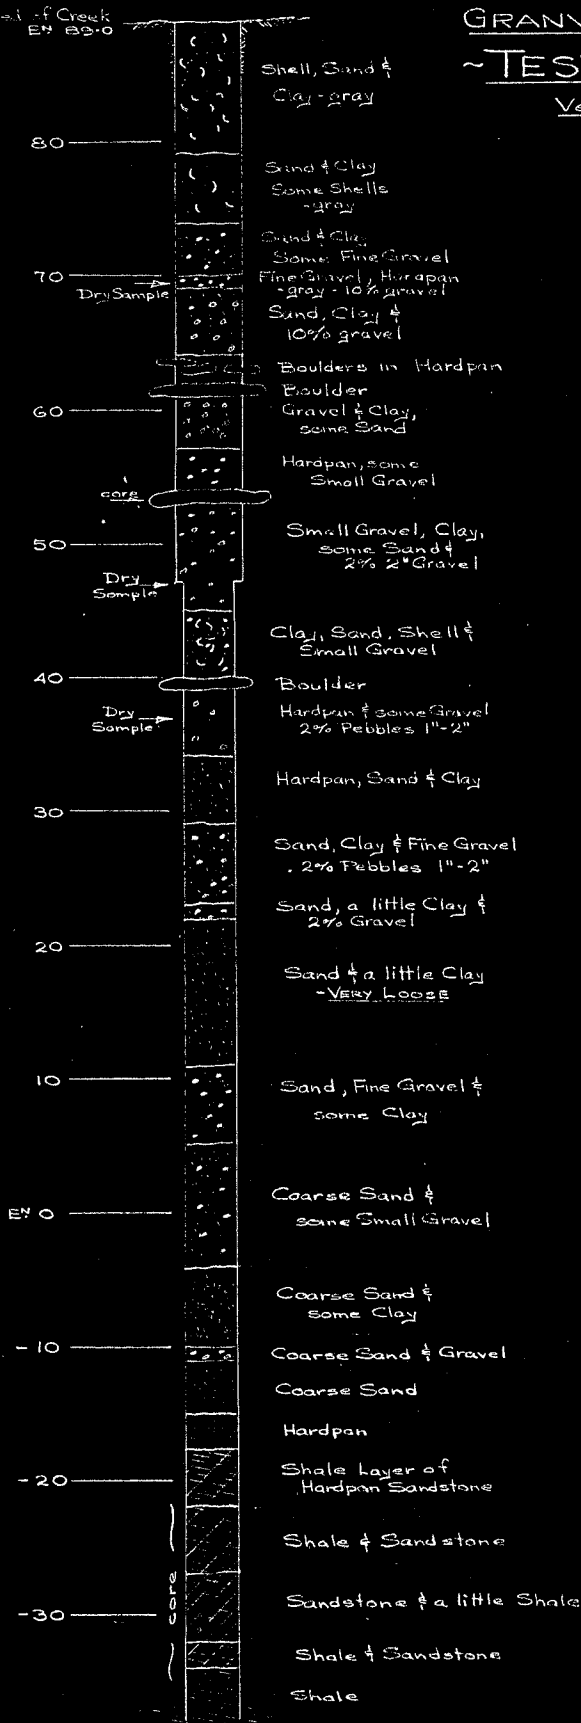 of Creek
GRANV
EN 89.0
~TES
Shell, Sand &
Clay-gray
80
Sand & Clay
Some Shells
-gray
Sand & Clay
Some Fine Gravel
70
Fine Gravel, Hardpan
-gray-10% gravel
Dry Sample
Sand, Clay &
10% gravel
Boulders in Hardpan
Boulder
60
Gravel & Clay,
some Sand
Hardpan, some
Small Gravel
core
50
Small Gravel, Clay,
some Sand &
2% 2" Gravel
Dry
Sample
Clay, Sand, Shell &
Small Gravel
40
Boulder
Dry
Sample
Hardpan & some Gravel
2% Pebbles 1"-2"
Hardpan, Sand & Clay
30
Sand, Clay & Fine Gravel
2% Pebbles 1"-2"
Sand, a little Clay &
2% Gravel
20
Sand & a little Clay
-VERY LOOSE
10
Sand, Fine Gravel &
some Clay
EN 0
Coarse Sand &
some Small Gravel
Coarse Sand &
some Clay
-10
Coarse Sand & Gravel
Coarse Sand
Hardpan
-20
Shale Layer of
Hardpan Sandstone
Shale & Sandstone
core
Sandstone & a little Shale
-30
Shale & Sandstone
Shale